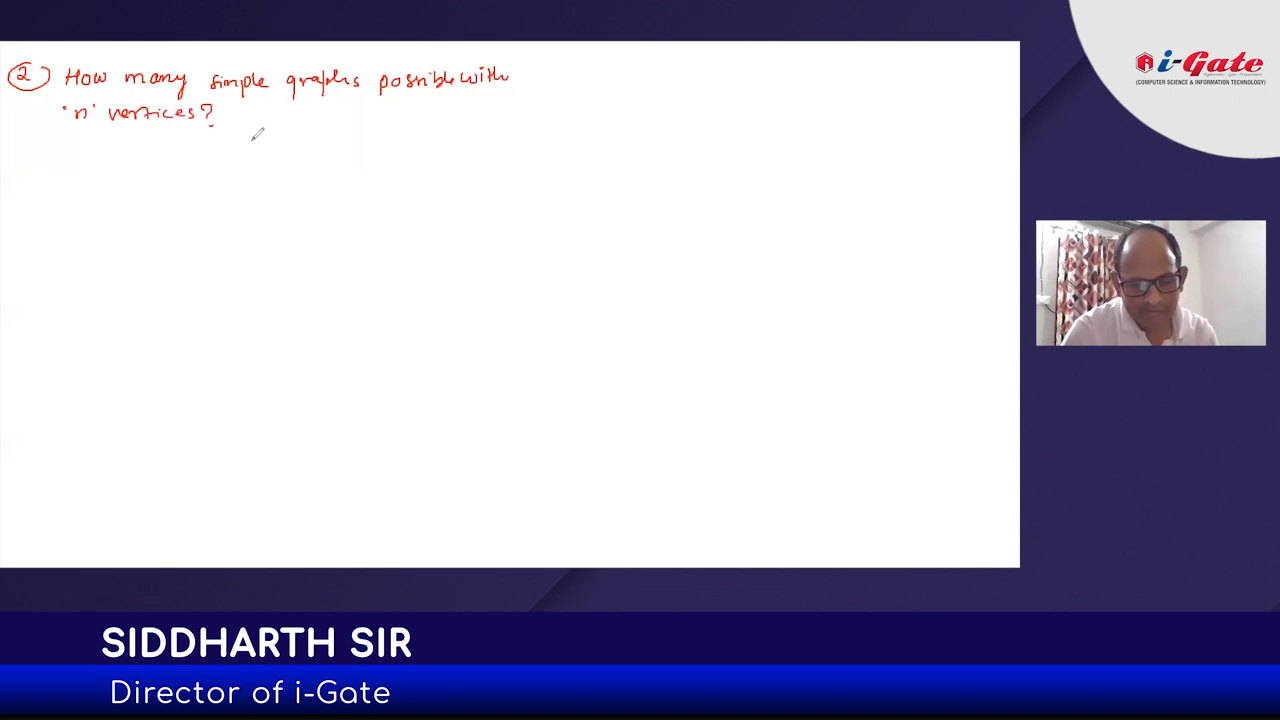 ② How many simple graphs possible with
'n' vertices?
i-Gate
(COMPUTER SCIENCE & INFORMATION TECHNOLOGY)
SIDDHARTH SIR
Director of i-Gate